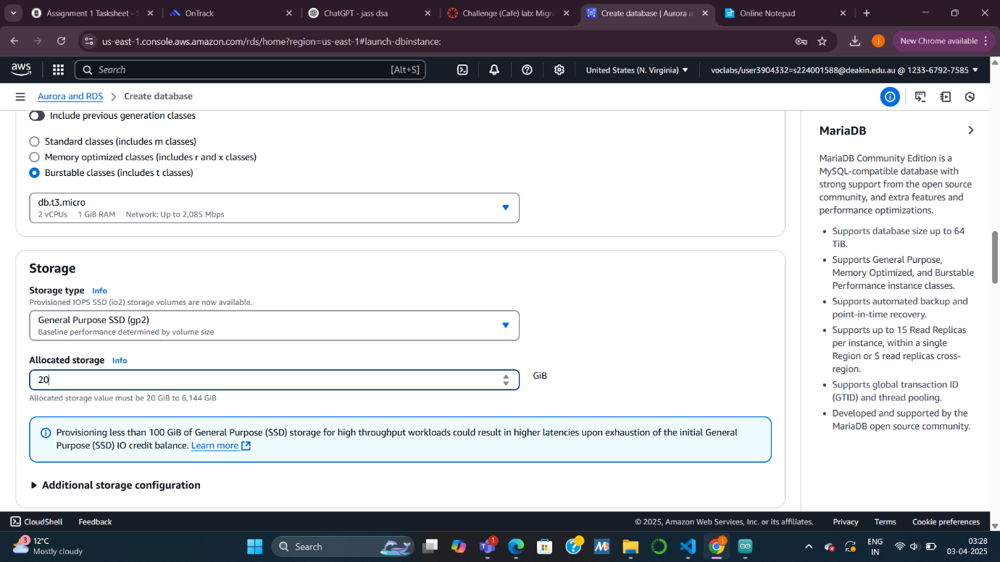 Assignment 1 Tasksheet - S
OnTrack
ChatGPT - jass dsa
Challenge (Cafe) lab: Migra
Create database | Aurora a
Online Notepad
us-east-1.console.aws.amazon.com/rds/home?region=us-east-1#launch-dbinstance:
j
New Chrome available
aws
Search
[Alt+S]
United States (N. Virginia)
voclabs/user3904332=s224001588@deakin.edu.au @ 1233-6792-7585
Aurora and RDS
Create database
Include previous generation classes
Standard classes (includes m classes)
Memory optimized classes (includes r and x classes)
Burstable classes (includes t classes)
db.t3.micro
2 vCPUs 1 GiB RAM Network: Up to 2,085 Mbps
Storage
Storage type Info
Provisioned IOPS SSD (io2) storage volumes are now available.
General Purpose SSD (gp2)
Baseline performance determined by volume size
Allocated storage Info
20
GiB
Allocated storage value must be 20 GiB to 6,144 GiB
Provisioning less than 100 GiB of General Purpose (SSD) storage for high throughput workloads could result in higher latencies upon exhaustion of the initial General
Purpose (SSD) IO credit balance. Learn more
Additional storage configuration
MariaDB
MariaDB Community Edition is a
MySQL-compatible database with
strong support from the open source
community, and extra features and
performance optimizations.
• Supports database size up to 64
TiB.
• Supports General Purpose,
Memory Optimized, and Burstable
Performance instance classes.
• Supports automated backup and
point-in-time recovery.
• Supports up to 15 Read Replicas
per instance, within a single
Region or 5 read replicas cross-
region.
• Supports global transaction ID
(GTID) and thread pooling.
• Developed and supported by the
MariaDB open source community.
CloudShell
Feedback
© 2025, Amazon Web Services, Inc. or its affiliates.
Privacy
Terms
Cookie preferences
3
12°C
Mostly cloudy
Search
1
j
ENG
IN
03:28
03-04-2025